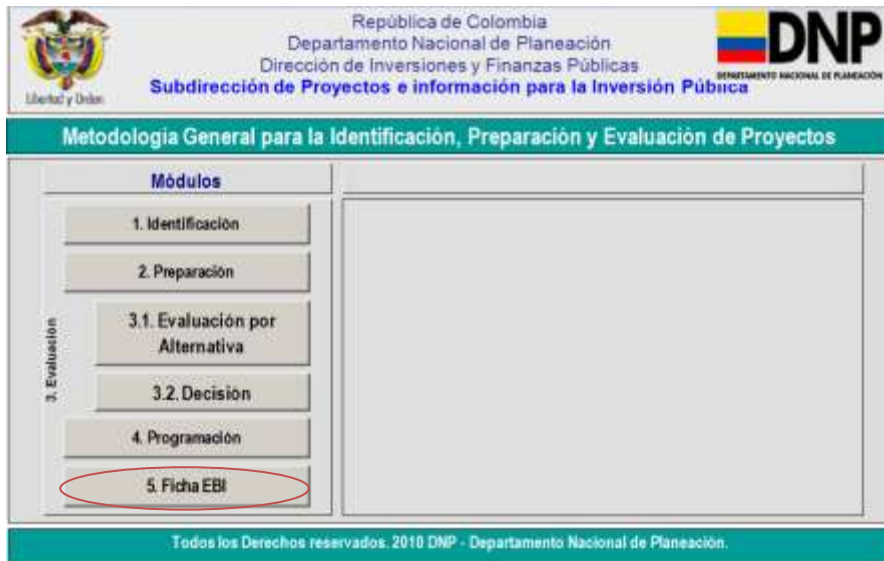 República de Colombia
Departamento Nacional de Planeación
Dirección de Inversiones y Finanzas Públicas
Subdirección de Proyectos e información para la Inversión Pública
Libertad y Orden
DNP
DEPARTAMENTO NACIONAL DE PLANEACIÓN
Metodología General para la Identificación, Preparación y Evaluación de Proyectos
Módulos
1. Identificación
2. Preparación
3. Evaluación
3.1. Evaluación por
Alternativa
3.2. Decisión
4. Programación
5. Ficha EBI
Todos los Derechos reservados. 2010 DNP - Departamento Nacional de Planeación.